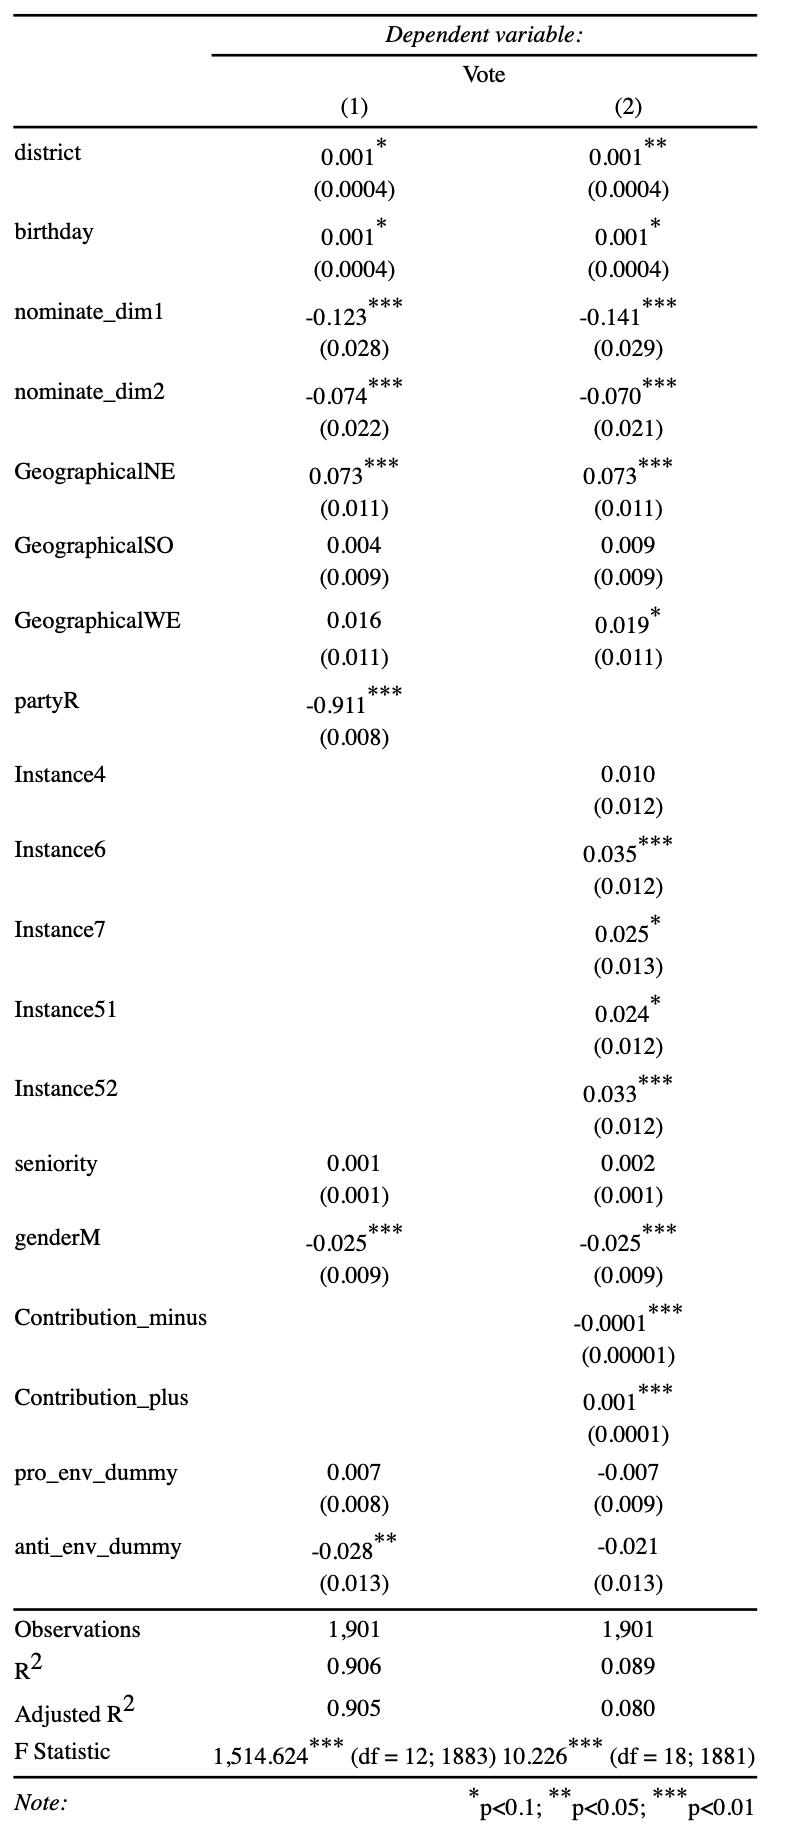 Dependent variable:
Vote
(1) (2)
district 0.001* 0.001**
(0.0004) (0.0004)
birthday 0.001* 0.001*
(0.0004) (0.0004)
nominate_dim1 -0.123*** -0.141***
(0.028) (0.029)
nominate_dim2 -0.074*** -0.070***
(0.022) (0.021)
GeographicalNE 0.073*** 0.073***
(0.011) (0.011)
GeographicalSO 0.004 0.009
(0.009) (0.009)
GeographicalWE 0.016 0.019*
(0.011) (0.011)
partyR -0.911***
(0.008)
Instance4 0.010
(0.012)
Instance6 0.035***
(0.012)
Instance7 0.025*
(0.013)
Instance51 0.024*
(0.012)
Instance52 0.033***
(0.012)
seniority 0.001 0.002
(0.001) (0.001)
genderM -0.025*** -0.025***
(0.009) (0.009)
Contribution_minus -0.0001***
(0.00001)
Contribution_plus 0.001***
(0.0001)
pro_env_dummy 0.007 -0.007
(0.008) (0.009)
anti_env_dummy -0.028** -0.021
(0.013) (0.013)
Observations 1,901 1,901
R2 0.906 0.089
Adjusted R2 0.905 0.080
F Statistic 1,514.624*** (df = 12; 1883) 10.226*** (df = 18; 1881)
Note: *p<0.1; **p<0.05; ***p<0.01